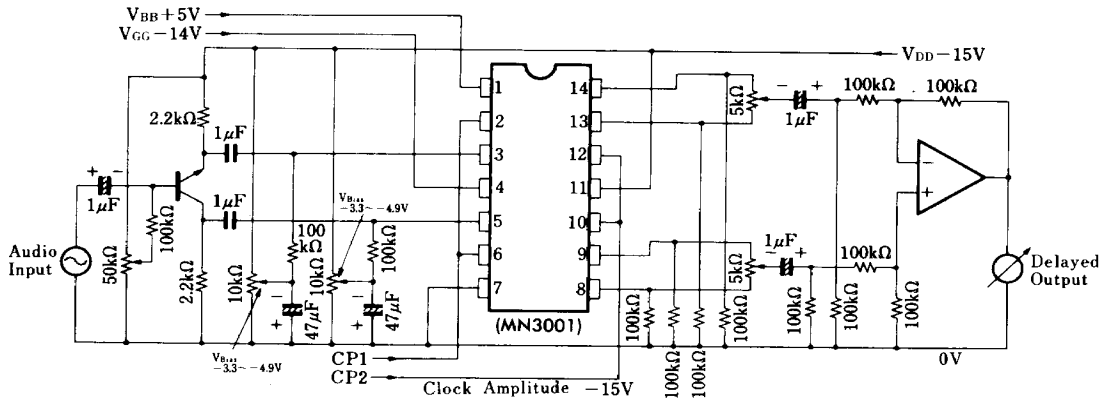 VBB+5V
VGG-14V
VDD-15V
2.2kΩ
1μF
+ -
1μF
100kΩ
50kΩ
Audio
Input
1μF
2.2kΩ
10kΩ
VBias
-3.3~-4.9V
100
kΩ
-
+
47μF
10kΩ
VBias
-3.3~-4.9V
100kΩ
-
+
47μF
1
2
3
4
5
6
7
14
13
12
11
10
9
8
(MN3001)
CP1
CP2
Clock Amplitude -15V
5kΩ
- +
1μF
100kΩ
100kΩ
-
+
5kΩ
1μF
- +
100kΩ
100kΩ
100kΩ
100kΩ
100kΩ
100kΩ
100kΩ
100kΩ
100kΩ
0V
Delayed
Output